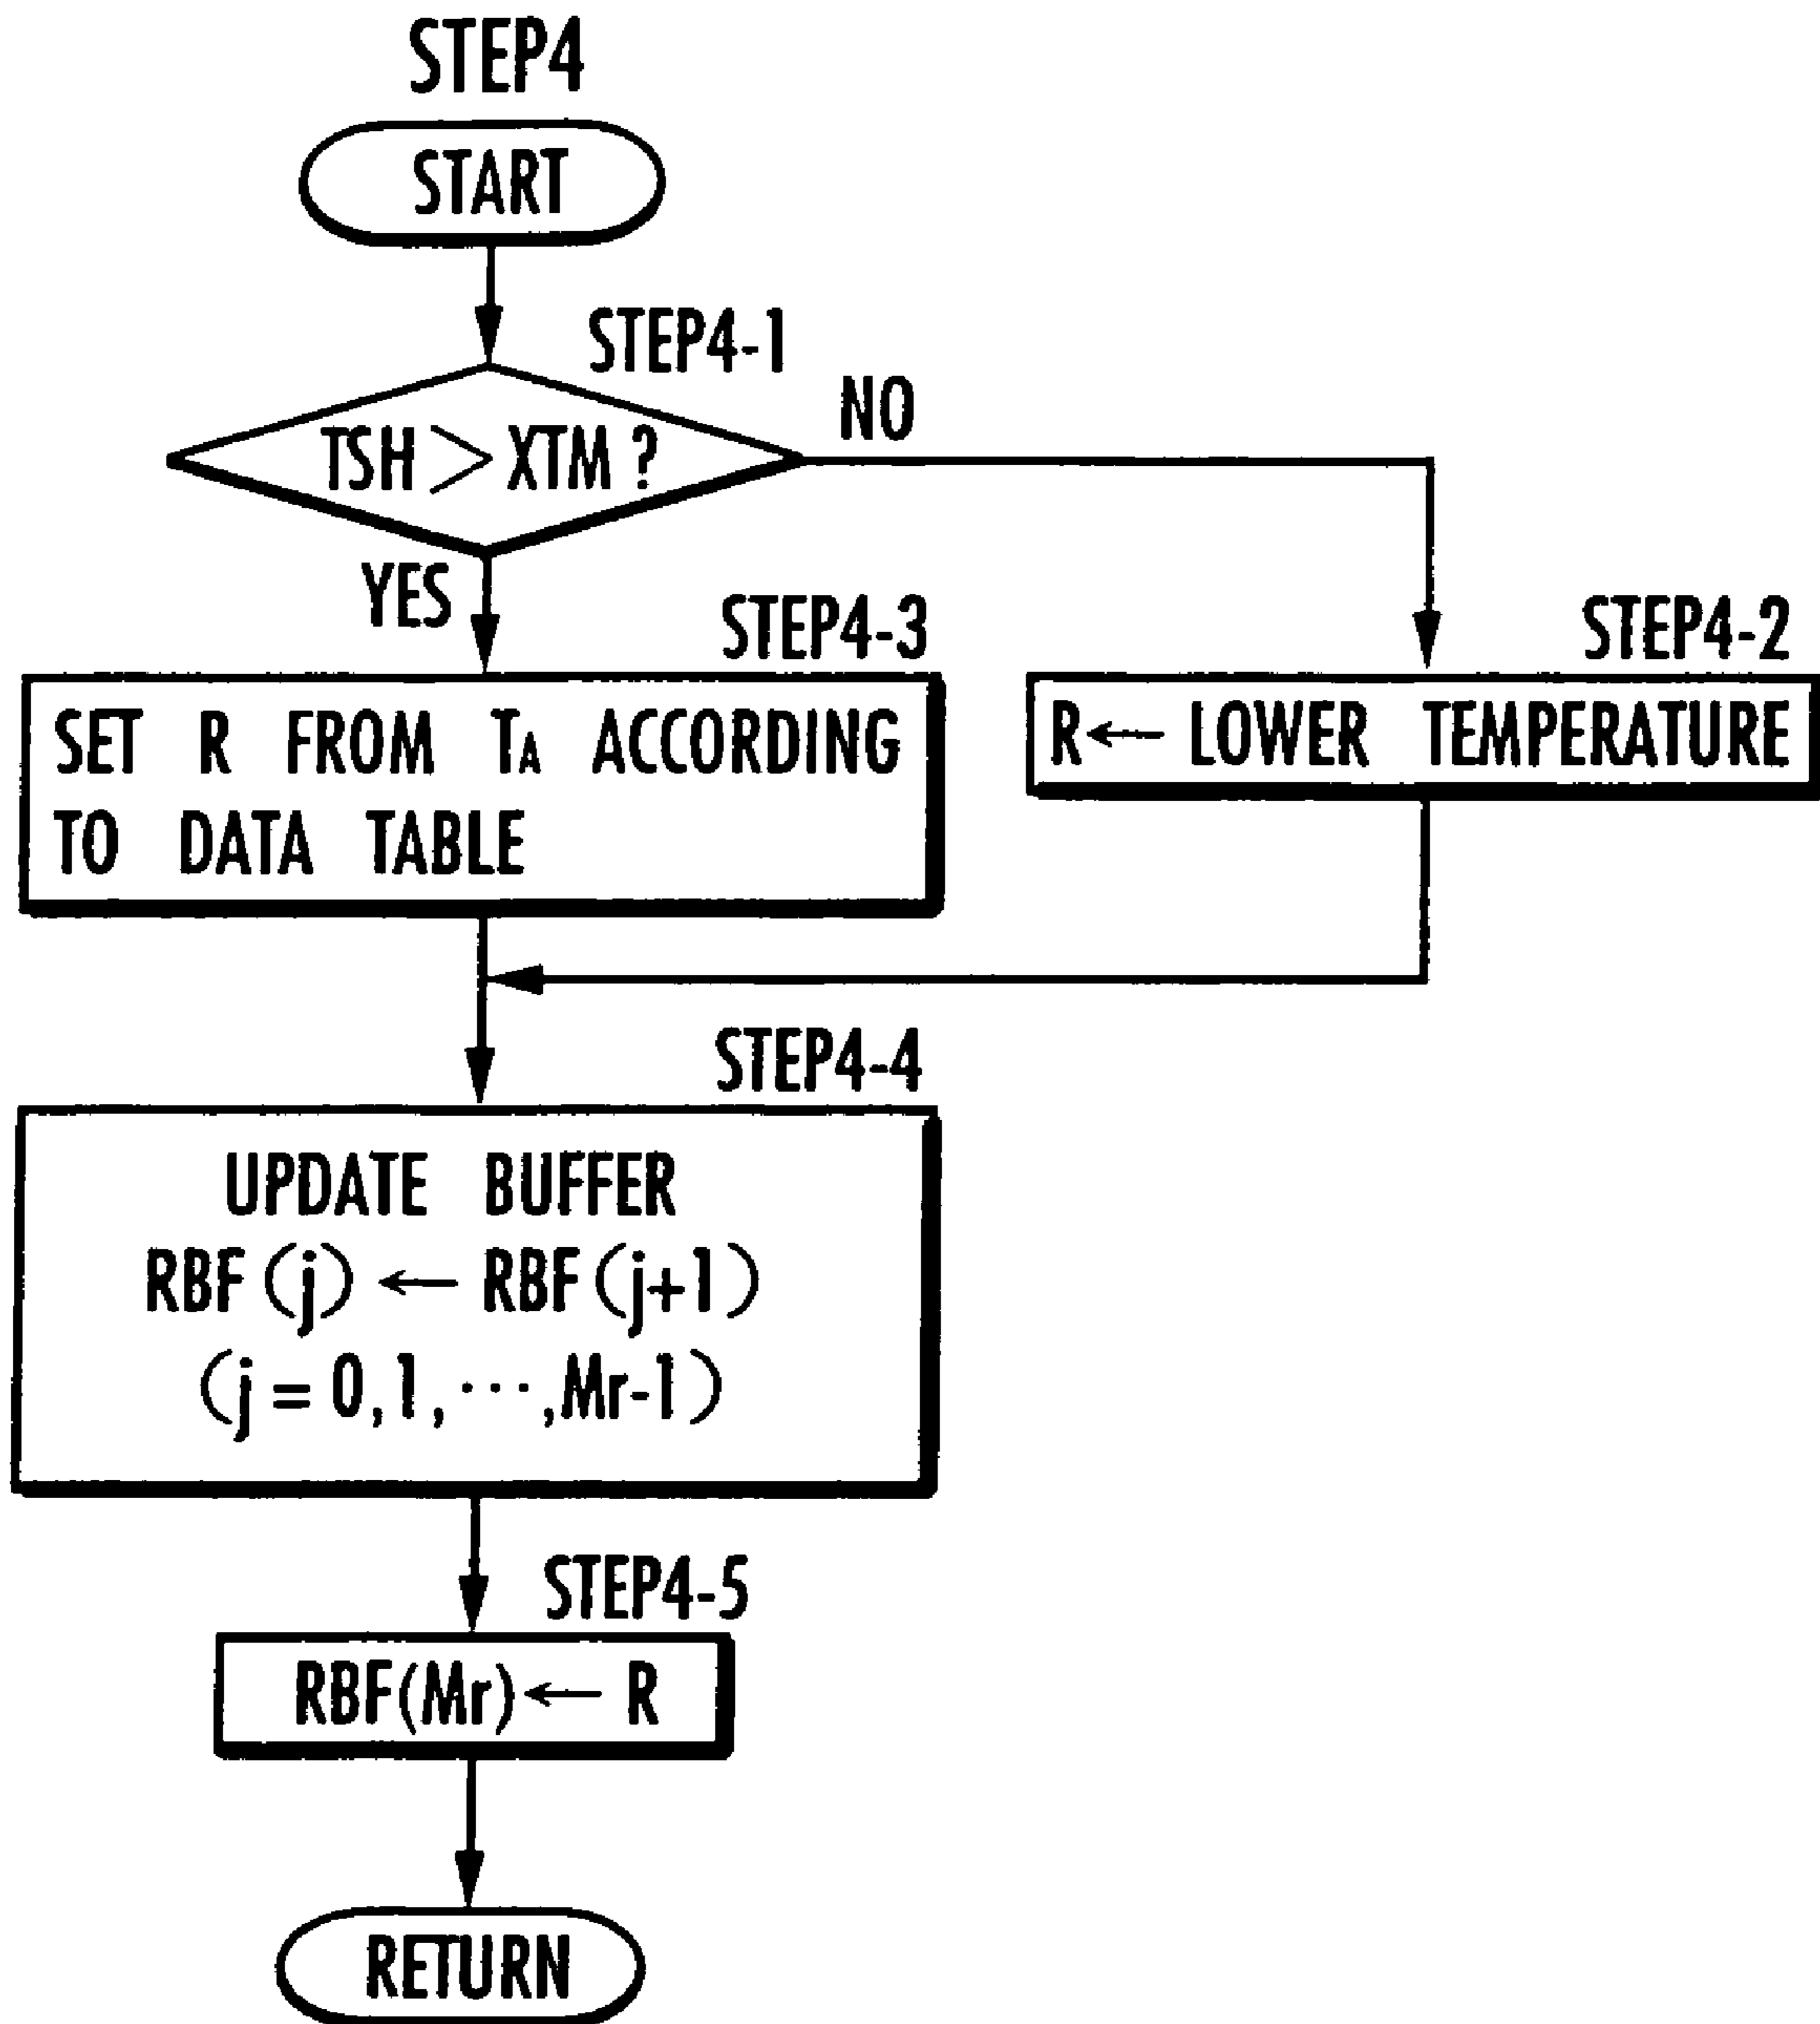 STEP4
START
STEP4-1
TSH > XTM ?
NO
YES
STEP4-3
SET R FROM TA ACCORDING
TO DATA TABLE
STEP4-2
R ← LOWER TEMPERATURE
STEP4-4
UPDATE BUFFER
RBF (j) ← RBF (j+1)
(j = 0,1, ··· ,Mr-1)
STEP4-5
RBF(Mr) ← R
RETURN